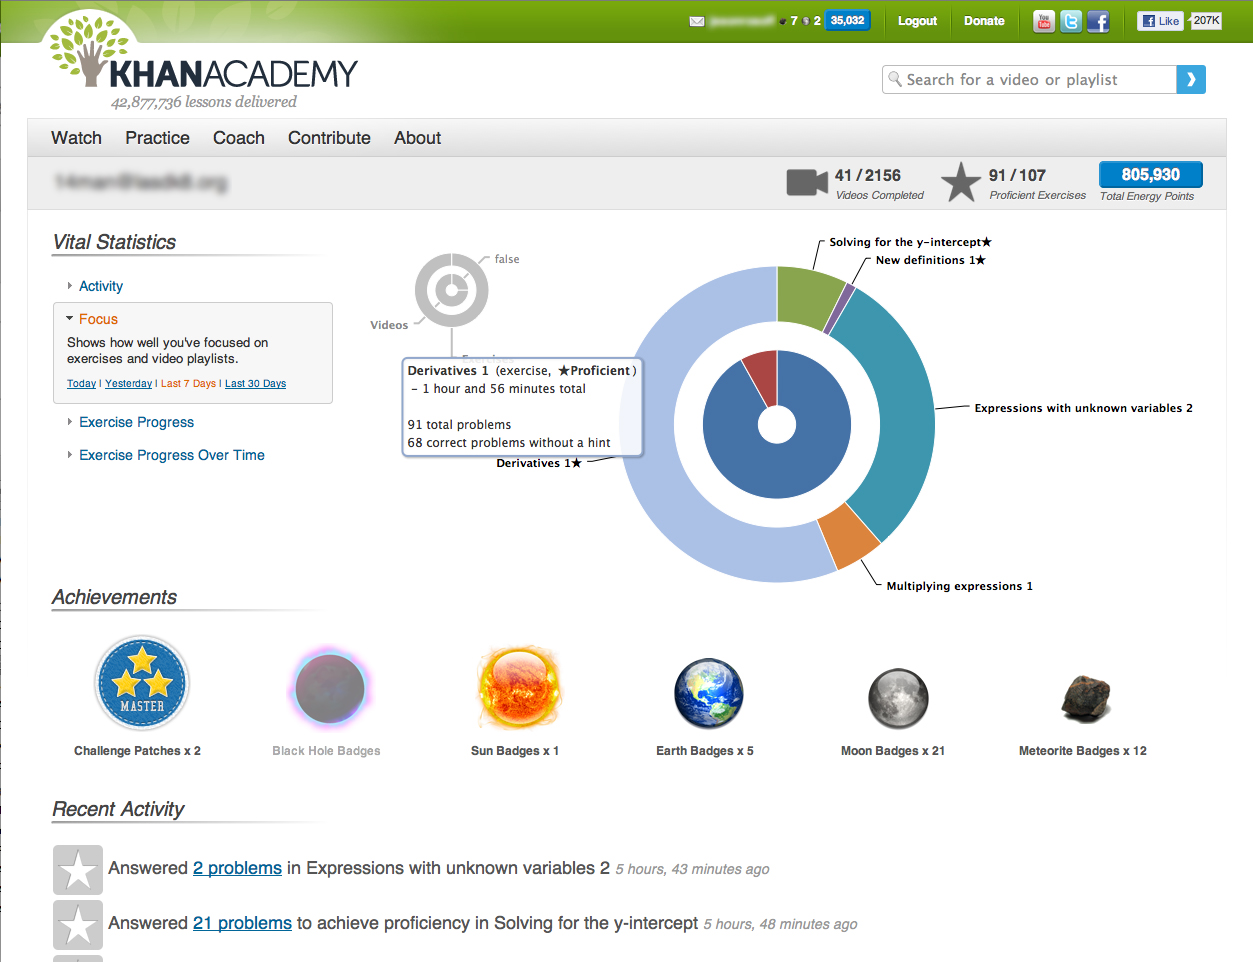 7 2 35,032 Logout Donate You Tube Like 207K
KHANACADEMY
42,877,736 lessons delivered
Search for a video or playlist
Watch Practice Coach Contribute About
41 / 2156
Videos Completed
91 / 107
Proficient Exercises
805,930
Total Energy Points
Vital Statistics
Activity
Focus
Shows how well you've focused on
exercises and video playlists.
Today | Yesterday | Last 7 Days | Last 30 Days
Exercise Progress
Exercise Progress Over Time
false
Videos
Exercises
Derivatives 1 (exercise, ★Proficient)
- 1 hour and 56 minutes total
91 total problems
68 correct problems without a hint
Derivatives 1★
Solving for the y-intercept★
New definitions 1★
Expressions with unknown variables 2
Multiplying expressions 1
Achievements
MASTER
Challenge Patches x 2
Black Hole Badges
Sun Badges x 1
Earth Badges x 5
Moon Badges x 21
Meteorite Badges x 12
Recent Activity
Answered 2 problems in Expressions with unknown variables 2 5 hours, 43 minutes ago
Answered 21 problems to achieve proficiency in Solving for the y-intercept 5 hours, 48 minutes ago